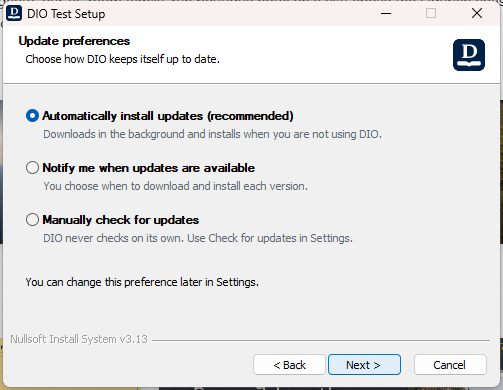 DIO Test Setup
Update preferences
Choose how DIO keeps itself up to date.
D
Automatically install updates (recommended)
Downloads in the background and installs when you are not using DIO.
Notify me when updates are available
You choose when to download and install each version.
Manually check for updates
DIO never checks on its own. Use Check for updates in Settings.
You can change this preference later in Settings.
Nullsoft Install System v3.13
< Back
Next >
Cancel